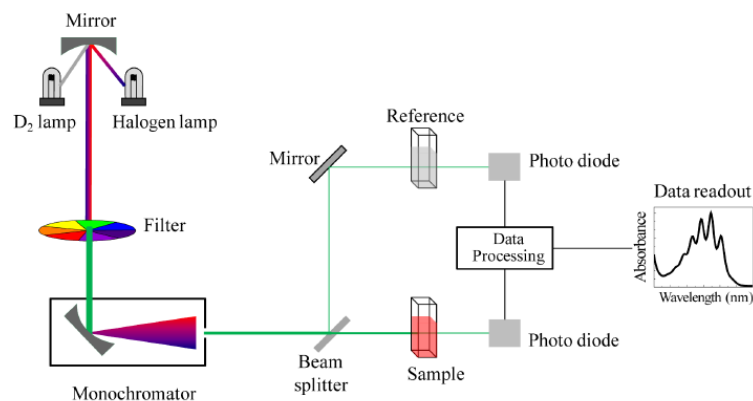 Mirror
D₂ lamp
Halogen lamp
Filter
Monochromator
Mirror
Beam
splitter
Reference
Sample
Photo diode
Data
Processing
Photo diode
Data readout
Absorbance
Wavelength (nm)